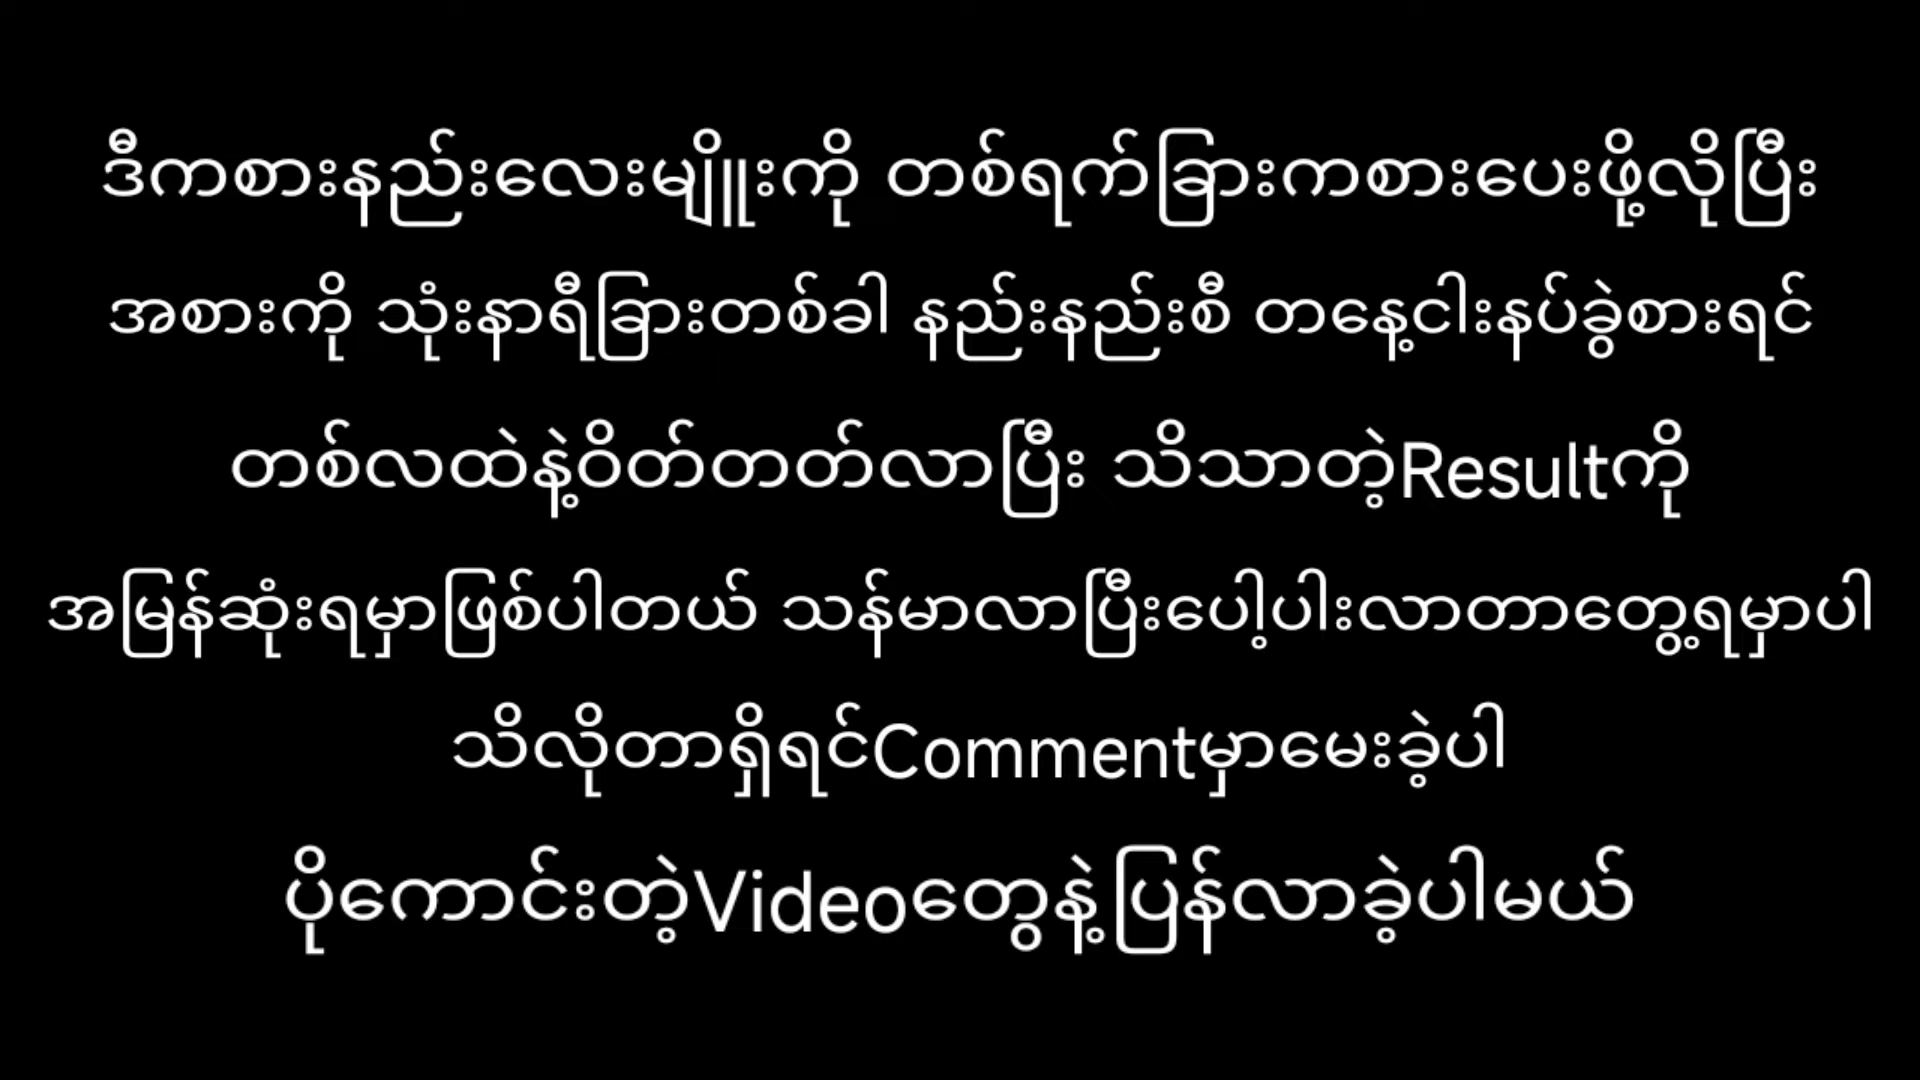 ဒီကစားနည်းလေးမျိူးကို တစ်ရက်ခြားကစားပေးဖို့လိုပြီး
အစားကို သုံးနာရီခြားတစ်ခါ နည်းနည်းစီ တနေ့ငါးနပ်ခွဲစားရင်
တစ်လထဲနဲ့ဝိတ်တတ်လာပြီး သိသာတဲ့Resultကို
အမြန်ဆုံးရမှာဖြစ်ပါတယ် သန်မာလာပြီးပေါ့ပါးလာတာတွေ့ရမှာပါ
သိလိုတာရှိရင်Commentမှာမေးခဲ့ပါ
ပိုကောင်းတဲ့Videoတွေနဲ့ပြန်လာခဲ့ပါမယ်